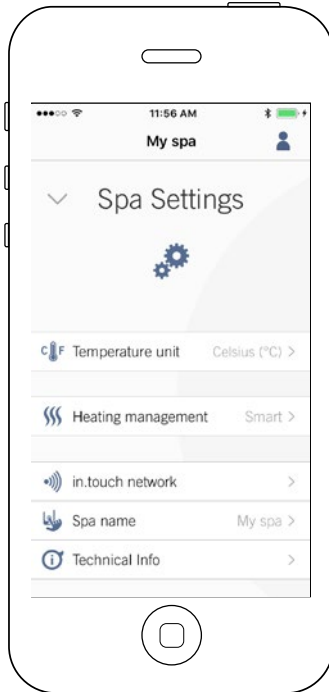 11:56 AM
My spa
Spa Settings
C F Temperature unit Celsius (°C) >
Heating management Smart >
in.touch network >
Spa name My spa >
Technical Info >